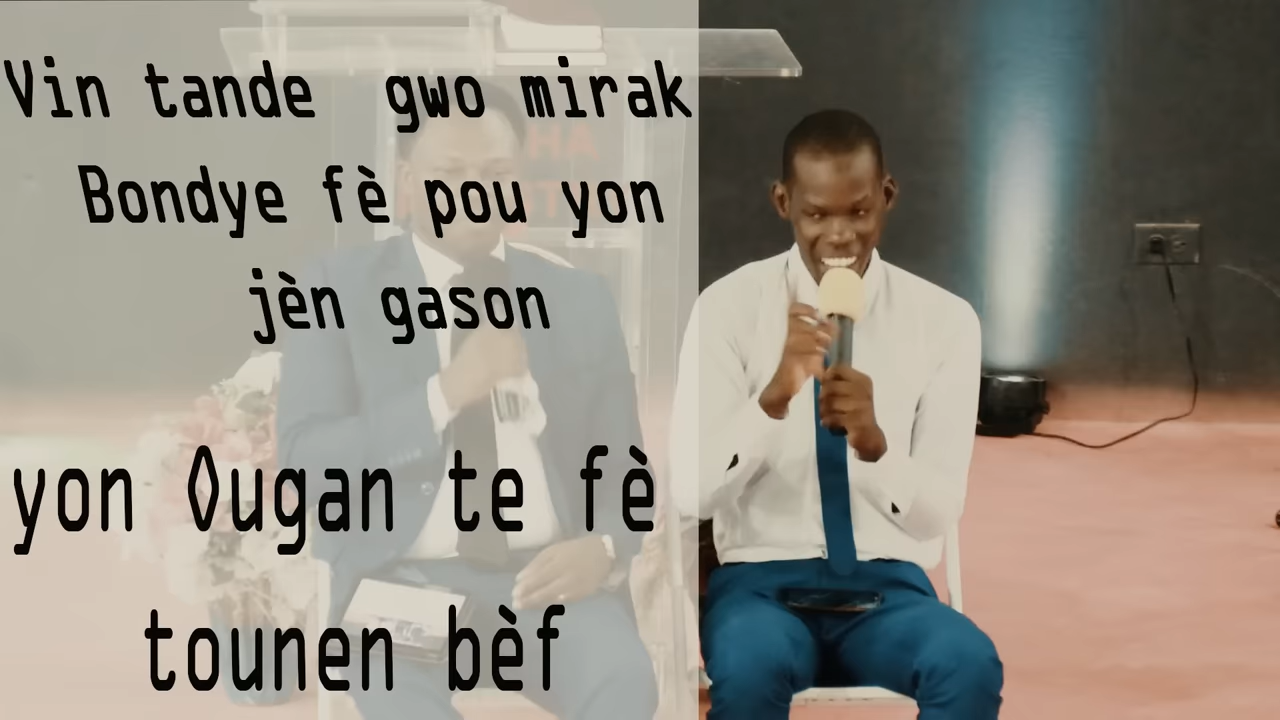 Vin tande gwo mirak
Bondye fè pou yon
jèn gason
yon Ougan te fè
tounen bèf